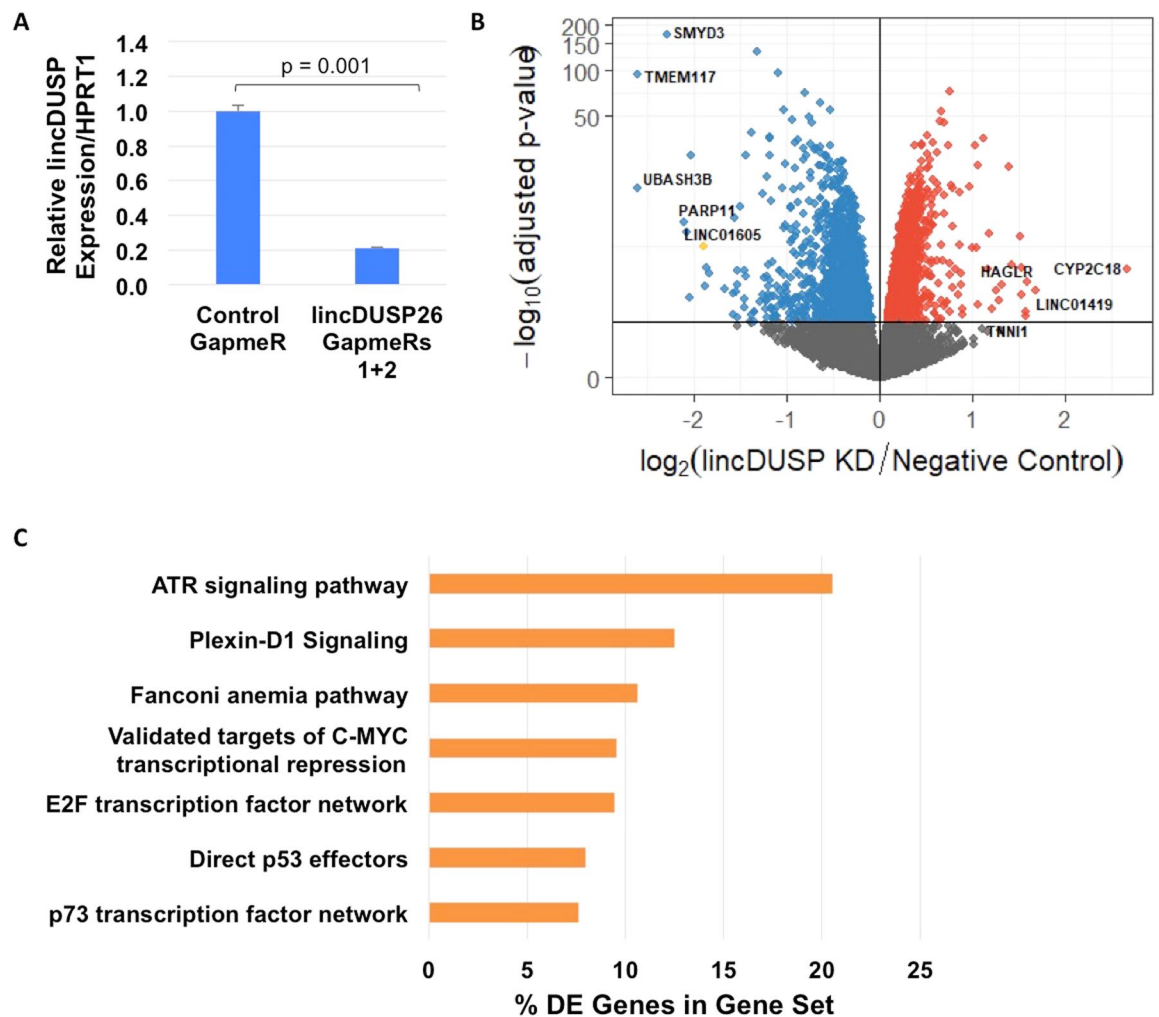 A
Relative lincDUSP
Expression/HPRT1
1.4
1.2
1.0
0.8
0.6
0.4
0.2
0.0
p = 0.001
Control
GapmeR
lincDUSP26
GapmeRs
1+2
B
− log10(adjusted p-value)
200
150
100
50
0
SMYD3
TMEM117
UBASH3B
PARP11
LINC01605
HAGLR
CYP2C18
LINC01419
TNNI1
-2
-1
0
1
2
log2(lincDUSP KD/Negative Control)
C
ATR signaling pathway
Plexin-D1 Signaling
Fanconi anemia pathway
Validated targets of C-MYC
transcriptional repression
E2F transcription factor network
Direct p53 effectors
p73 transcription factor network
0
5
10
15
20
25
% DE Genes in Gene Set